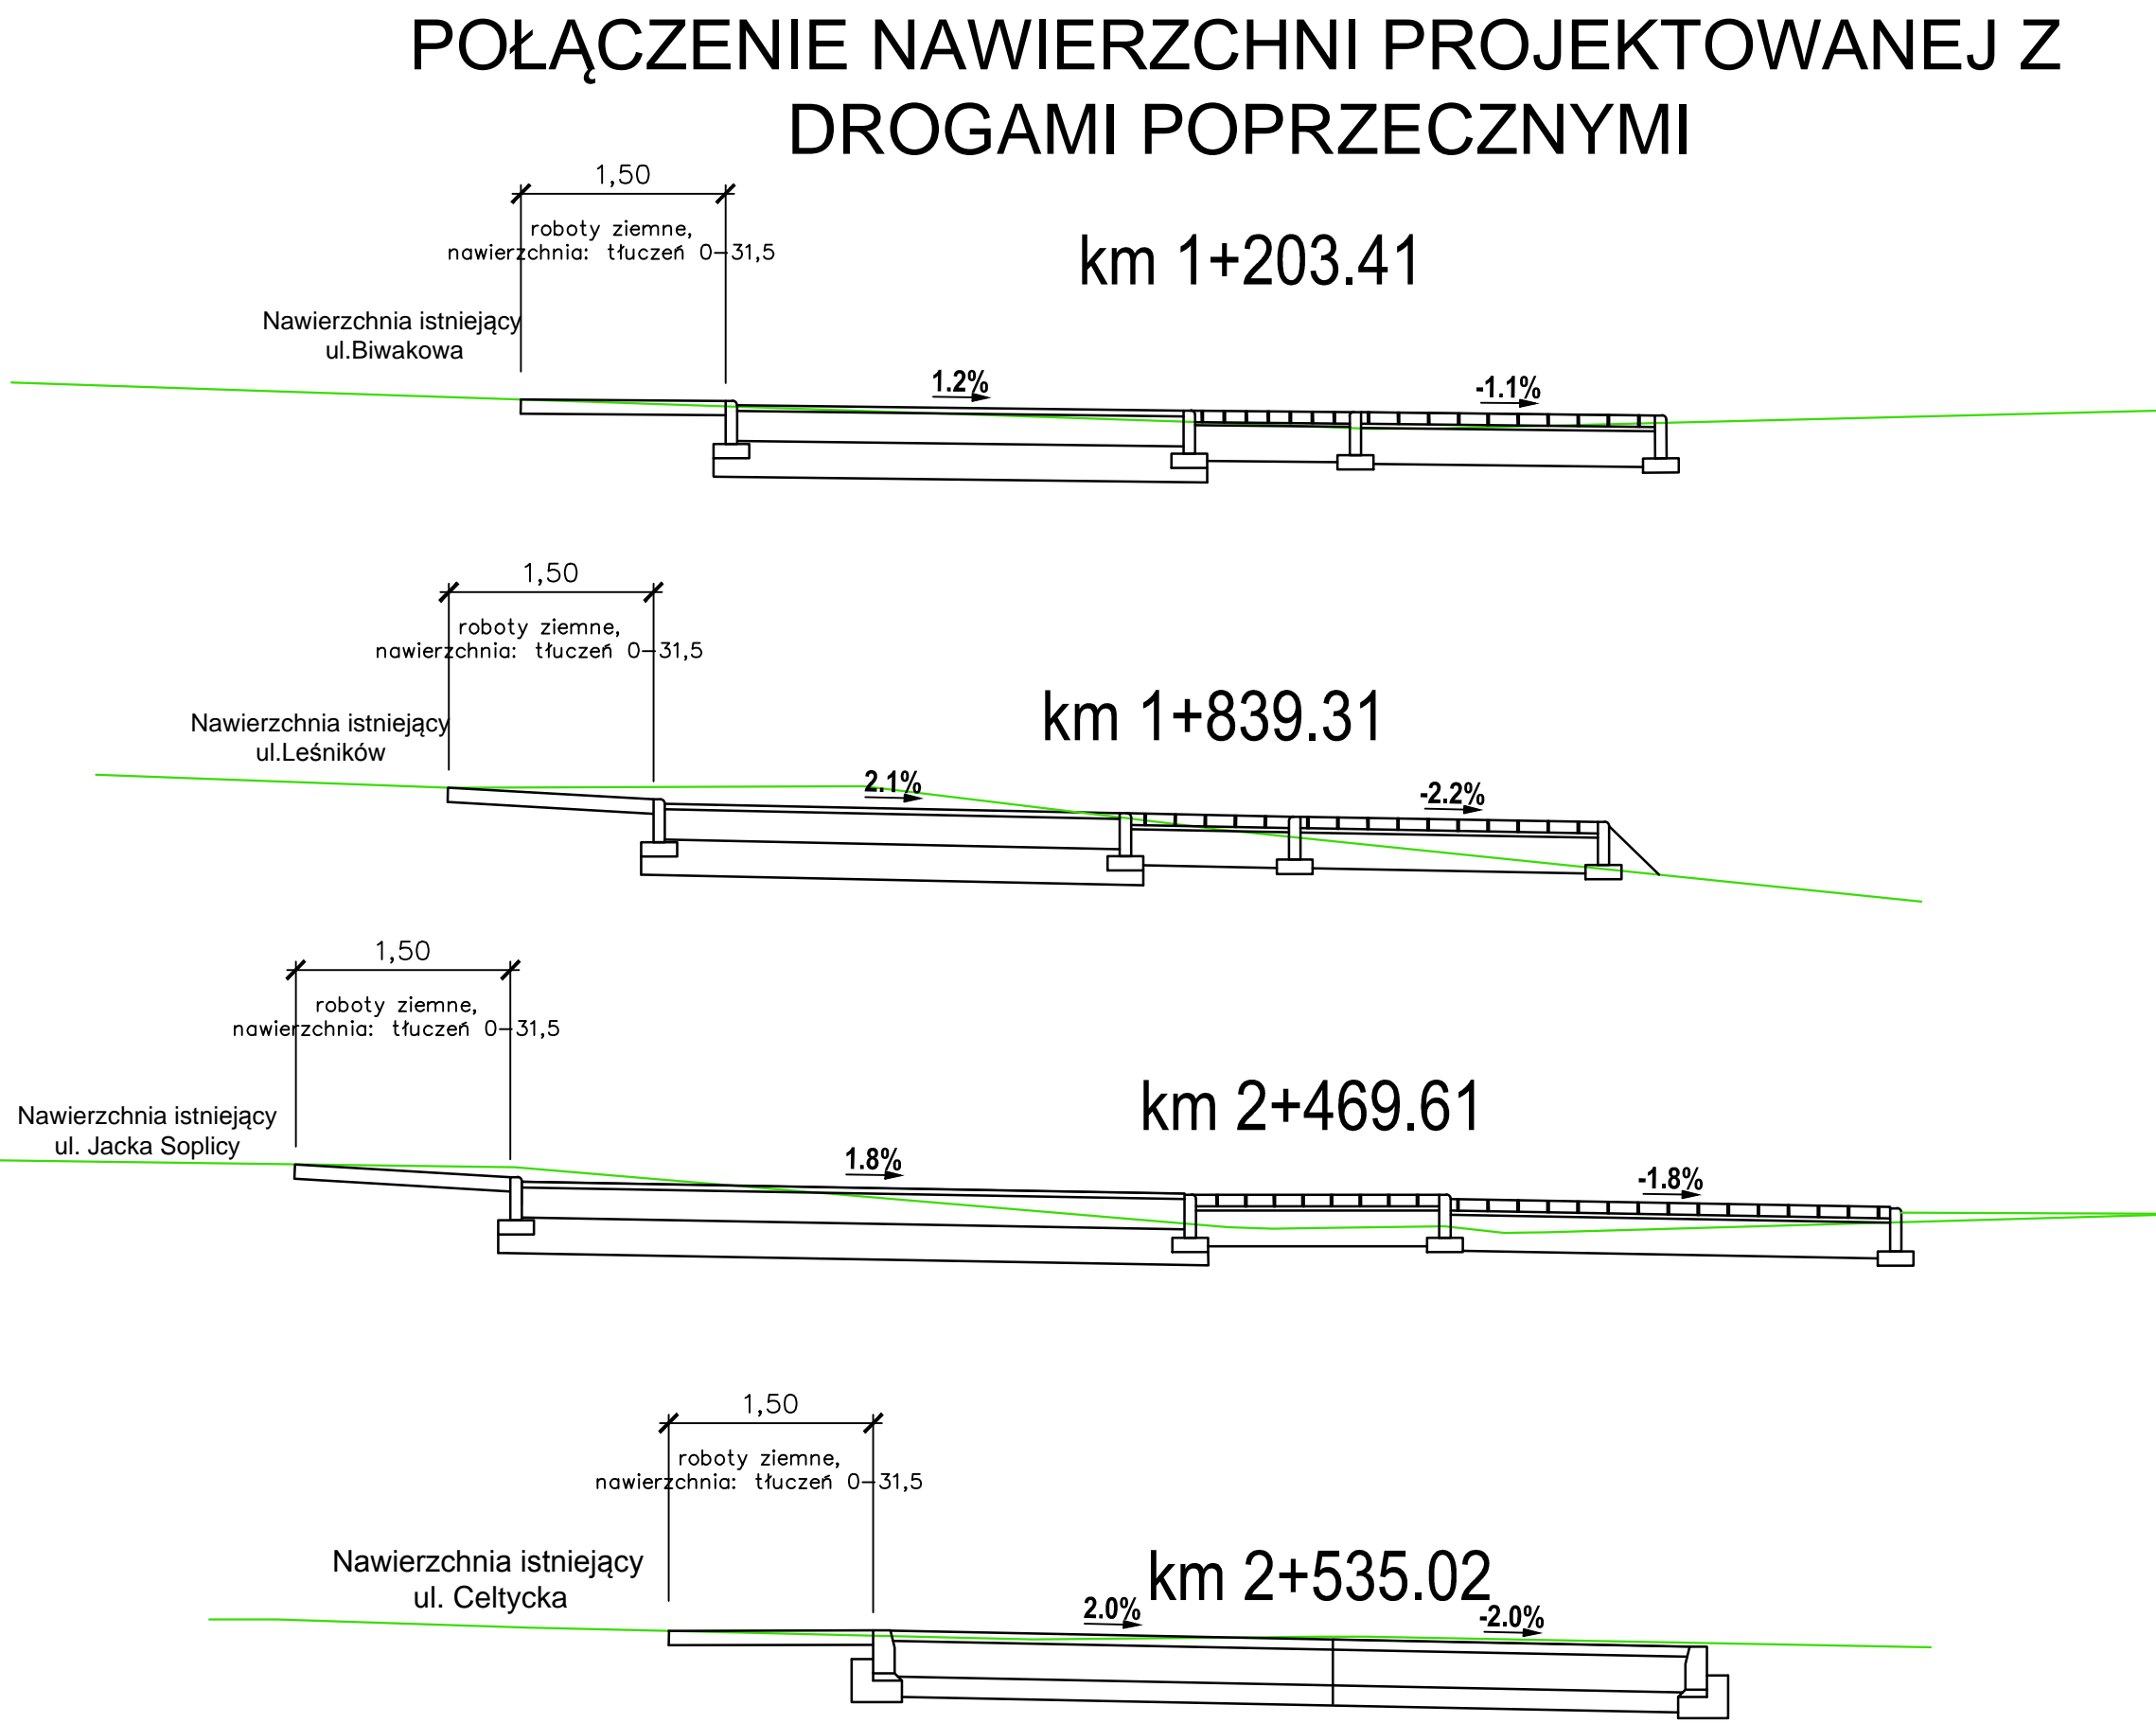 POŁĄCZENIE NAWIERZCHNI PROJEKTOWANEJ Z
DROGAMI POPRZECZNYMI
1,50
roboty ziemne,
nawierzchnia: tłuczeń 0-31,5
km 1+203.41
Nawierzchnia istniejący
ul.Biwakowa
1.2%
-1.1%
1,50
roboty ziemne,
nawierzchnia: tłuczeń 0-31,5
km 1+839.31
Nawierzchnia istniejący
ul.Leśników
2.1%
-2.2%
1,50
roboty ziemne,
nawierzchnia: tłuczeń 0-31,5
km 2+469.61
Nawierzchnia istniejący
ul. Jacka Soplicy
1.8%
-1.8%
1,50
roboty ziemne,
nawierzchnia: tłuczeń 0-31,5
km 2+535.02
Nawierzchnia istniejący
ul. Celtycka
2.0%
-2.0%